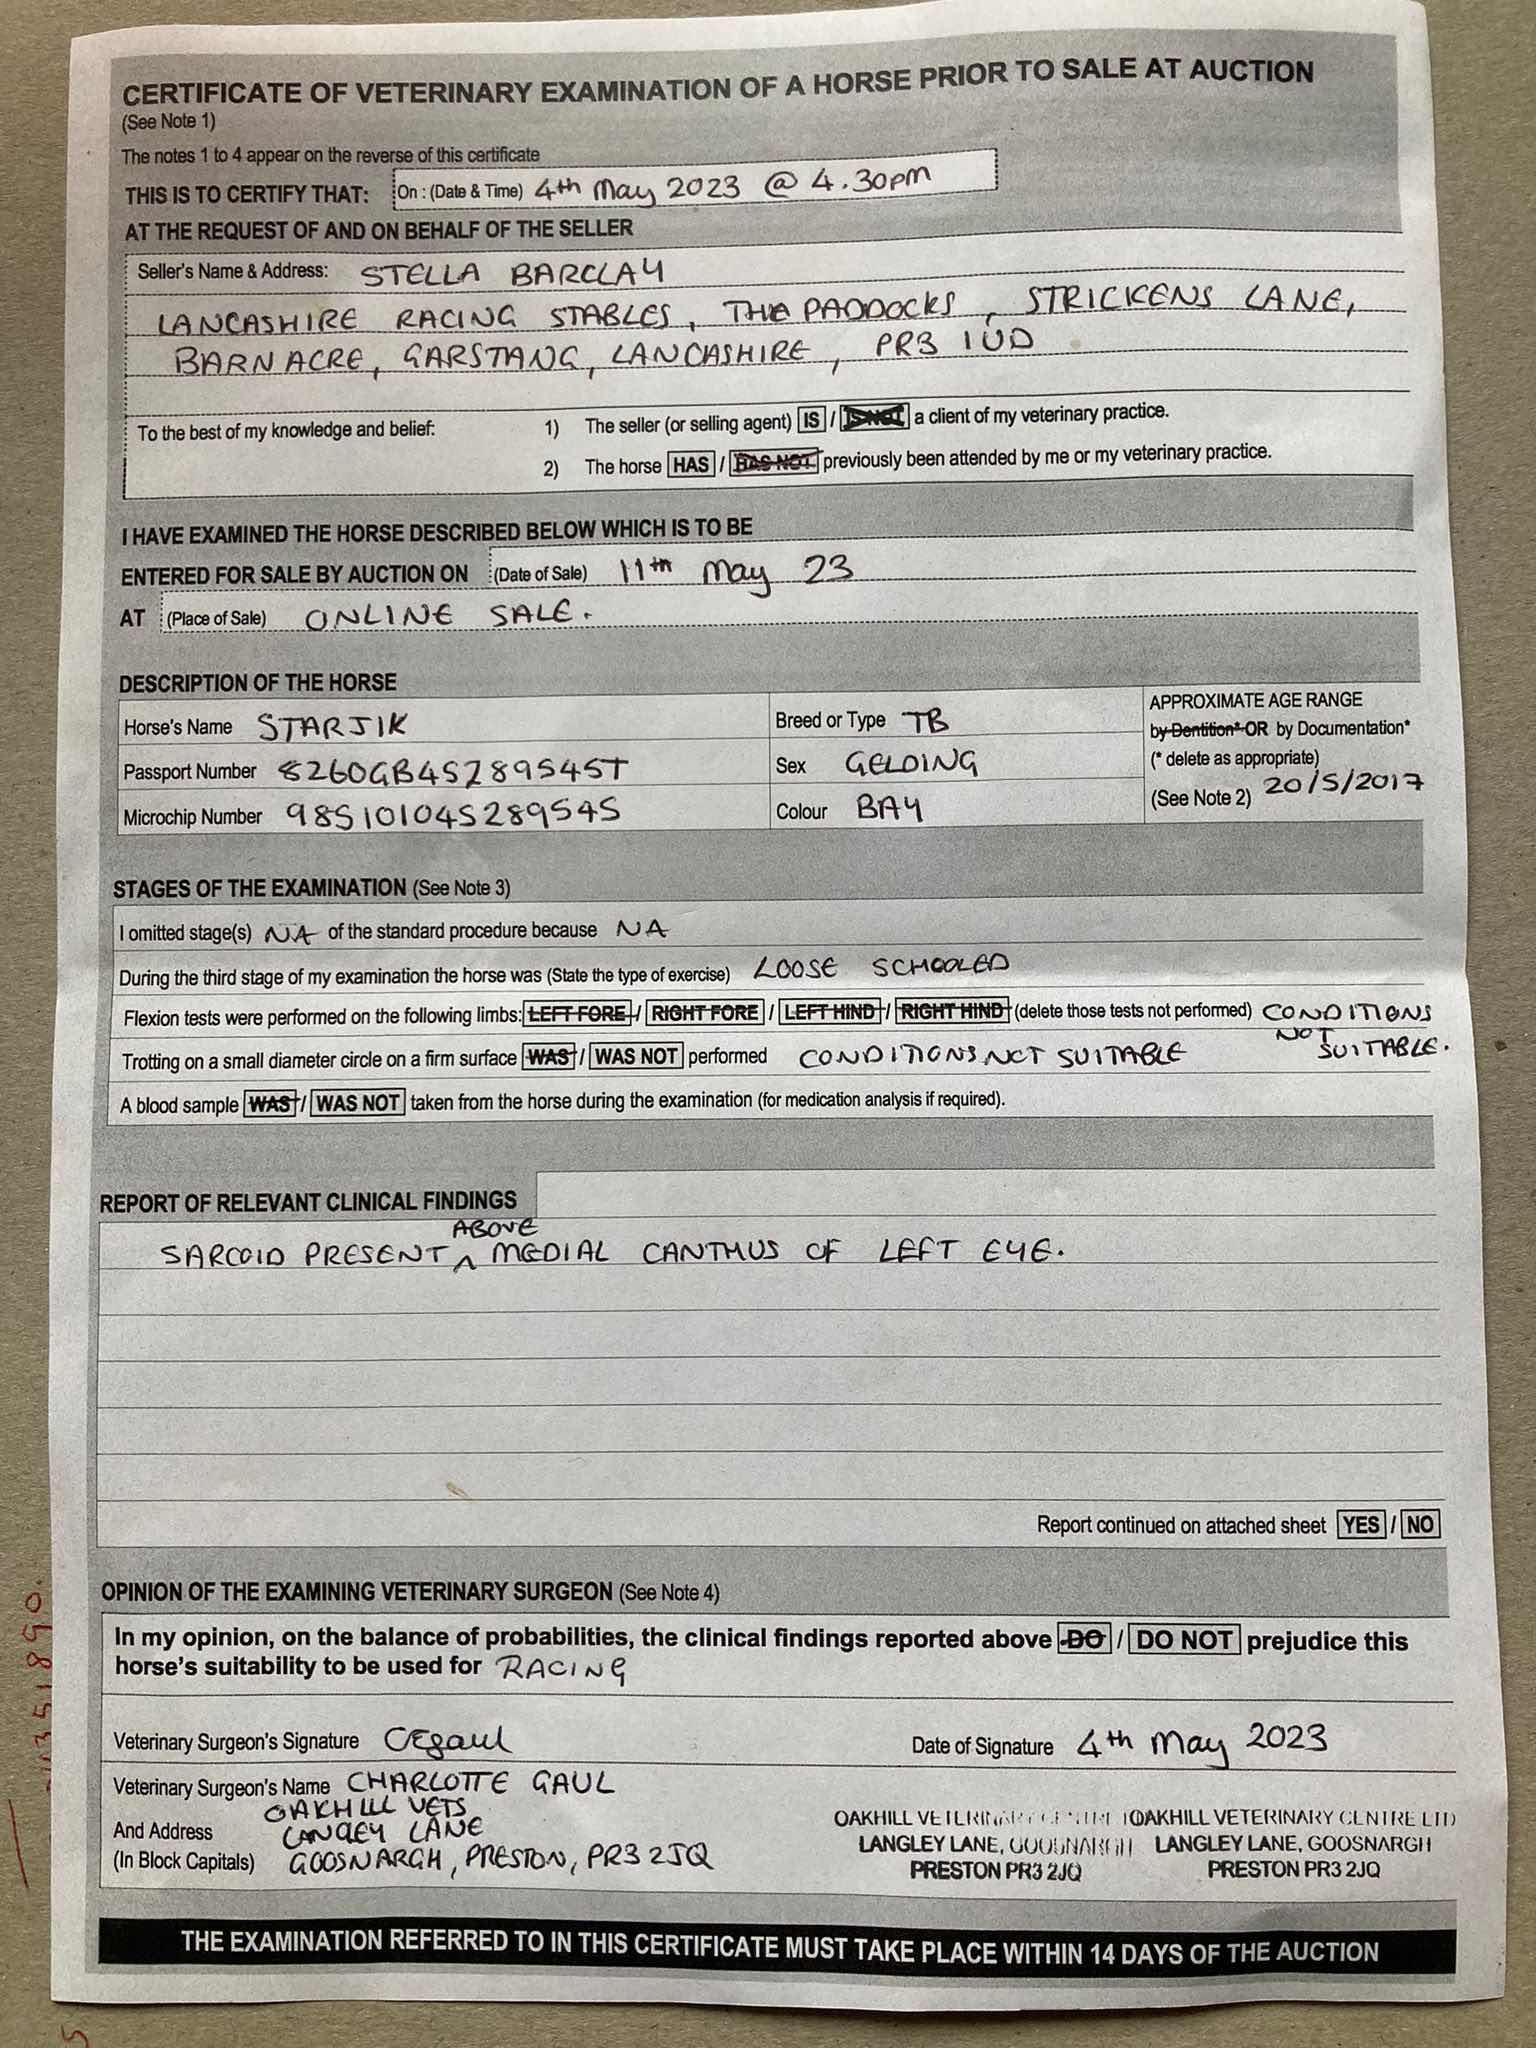 CERTIFICATE OF VETERINARY EXAMINATION OF A HORSE PRIOR TO SALE AT AUCTION
(See Note 1)
The notes 1 to 4 appear on the reverse of this certificate
THIS IS TO CERTIFY THAT: On : (Date & Time) 4th May 2023 @ 4.30pm
AT THE REQUEST OF AND ON BEHALF OF THE SELLER
Seller's Name & Address: STELLA BARCLAY
LANCASHIRE RACING STABLES, THE PADDOCKS, STRICKENS LANE,
BARNACRE, GARSTANG, LANCASHIRE, PR3 1UD
To the best of my knowledge and belief: 1) The seller (or selling agent) IS / IS NOT a client of my veterinary practice.
2) The horse HAS / HAS NOT previously been attended by me or my veterinary practice.
I HAVE EXAMINED THE HORSE DESCRIBED BELOW WHICH IS TO BE
ENTERED FOR SALE BY AUCTION ON (Date of Sale) 11th May 23
AT (Place of Sale) ONLINE SALE.
DESCRIPTION OF THE HORSE
Horse's Name STARJIK
Passport Number 8260GB45289545T
Microchip Number 985101045289545
Breed or Type TB
Sex GELDING
Colour BAY
APPROXIMATE AGE RANGE
by Dentition* OR by Documentation*
(* delete as appropriate)
(See Note 2) 20/5/2017
STAGES OF THE EXAMINATION (See Note 3)
I omitted stage(s) NA of the standard procedure because NA
During the third stage of my examination the horse was (State the type of exercise) LOOSE SCHOOLED
Flexion tests were performed on the following limbs: LEFT FORE / RIGHT FORE / LEFT HIND / RIGHT HIND (delete those tests not performed) CONDITIONS
NOT SUITABLE.
Trotting on a small diameter circle on a firm surface WAS / WAS NOT performed CONDITIONS NOT SUITABLE
A blood sample WAS / WAS NOT taken from the horse during the examination (for medication analysis if required).
REPORT OF RELEVANT CLINICAL FINDINGS
SARCOID PRESENT ABOVE MEDIAL CANTHUS OF LEFT EYE.
Report continued on attached sheet YES / NO
OPINION OF THE EXAMINING VETERINARY SURGEON (See Note 4)
In my opinion, on the balance of probabilities, the clinical findings reported above DO / DO NOT prejudice this
horse's suitability to be used for RACING
Veterinary Surgeon's Signature CEGaul
Date of Signature 4th May 2023
Veterinary Surgeon's Name CHARLOTTE GAUL
And Address
(In Block Capitals)
OAKHILL VETS
LANGLEY LANE
GOOSNARGH, PRESTON, PR3 2JQ
OAKHILL VETERINARY CENTRE
LANGLEY LANE, GOOSNARGH
PRESTON PR3 2JQ
OAKHILL VETERINARY CENTRE LTD
LANGLEY LANE, GOOSNARGH
PRESTON PR3 2JQ
THE EXAMINATION REFERRED TO IN THIS CERTIFICATE MUST TAKE PLACE WITHIN 14 DAYS OF THE AUCTION